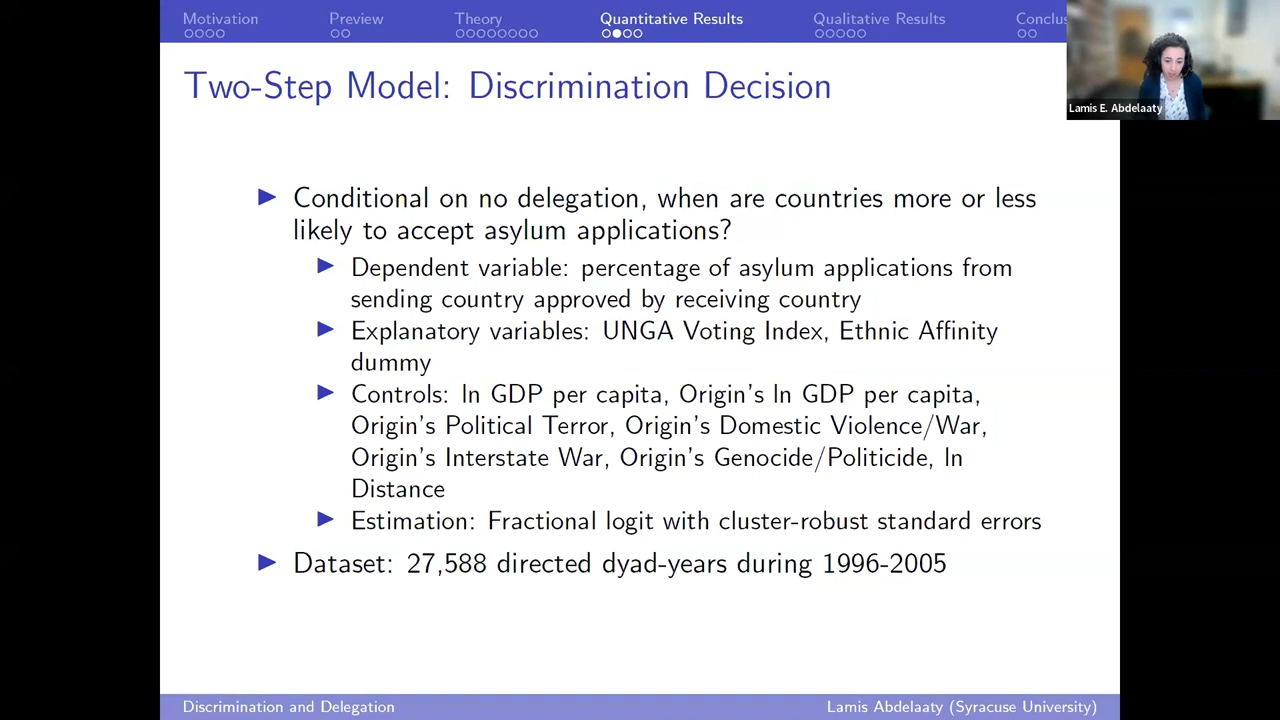 Motivation Preview Theory Quantitative Results Qualitative Results Conclus
Lamis E. Abdelaaty
Two-Step Model: Discrimination Decision
Conditional on no delegation, when are countries more or less
likely to accept asylum applications?
Dependent variable: percentage of asylum applications from
sending country approved by receiving country
Explanatory variables: UNGA Voting Index, Ethnic Affinity
dummy
Controls: ln GDP per capita, Origin's ln GDP per capita,
Origin's Political Terror, Origin's Domestic Violence/War,
Origin's Interstate War, Origin's Genocide/Politicide, ln
Distance
Estimation: Fractional logit with cluster-robust standard errors
Dataset: 27,588 directed dyad-years during 1996-2005
Discrimination and Delegation Lamis Abdelaaty (Syracuse University)